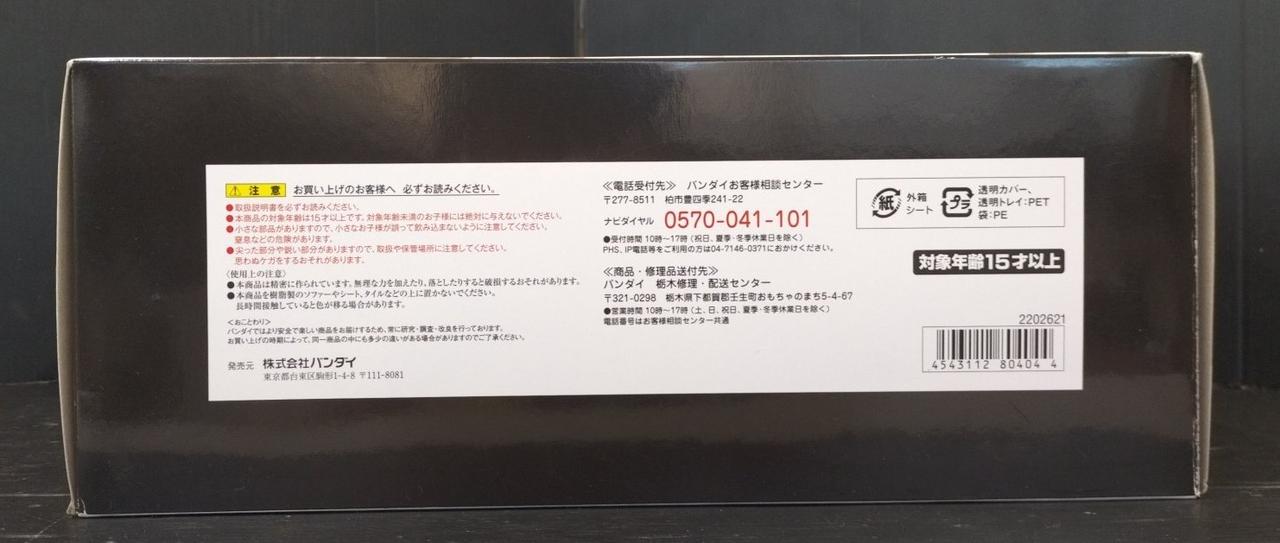 ⚠ 注意 お買い上げのお客様へ 必ずお読みください。
●取扱説明書を必ずお読みください。
●本商品の対象年齢は15才以上です。対象年齢未満のお子様には絶対に与えないでください。
●小さな部品がありますので、小さなお子様が誤って飲み込まないように注意してください。
窒息などの危険があります。
●尖った部分や鋭い部分がありますので、取扱や保管場所に注意してください。
思わぬケガをするおそれがあります。
〈使用上の注意〉
●本商品は精密に作られています。無理な力を加えたり、落としたりすると破損するおそれがあります。
●本商品を樹脂製のソファーやシート、タイルなどの上に置かないでください。
長時間接触していると色が移る場合があります。
<おことわり>
バンダイではより安全で楽しい商品をお届けするため、常に研究・調査・改良を行っております。
お買い上げの時期によって、同一商品の中にも多少の違いがある場合がありますのでご了承ください。
発売元 株式会社バンダイ
東京都台東区駒形1-4-8 〒111-8081
≪電話受付先≫ バンダイお客様相談センター
〒277-8511 柏市豊四季241-22
ナビダイヤル 0570-041-101
●受付時間 10時〜17時(祝日、夏季・冬季休業日を除く)
PHS、IP電話等をご利用の方は04-7146-0371におかけください。
≪商品・修理品送付先≫
バンダイ 栃木修理・配送センター
〒321-0298 栃木県下都賀郡壬生町おもちゃのまち5-4-67
●営業時間 10時〜17時(土、日、祝日、夏季・冬季休業日を除く)
電話番号はお客様相談センター共通
紙 外箱
シート
プラ 透明カバー、
透明トレイ:PET
袋:PE
対象年齢15才以上
2202621
4543112 80404 4